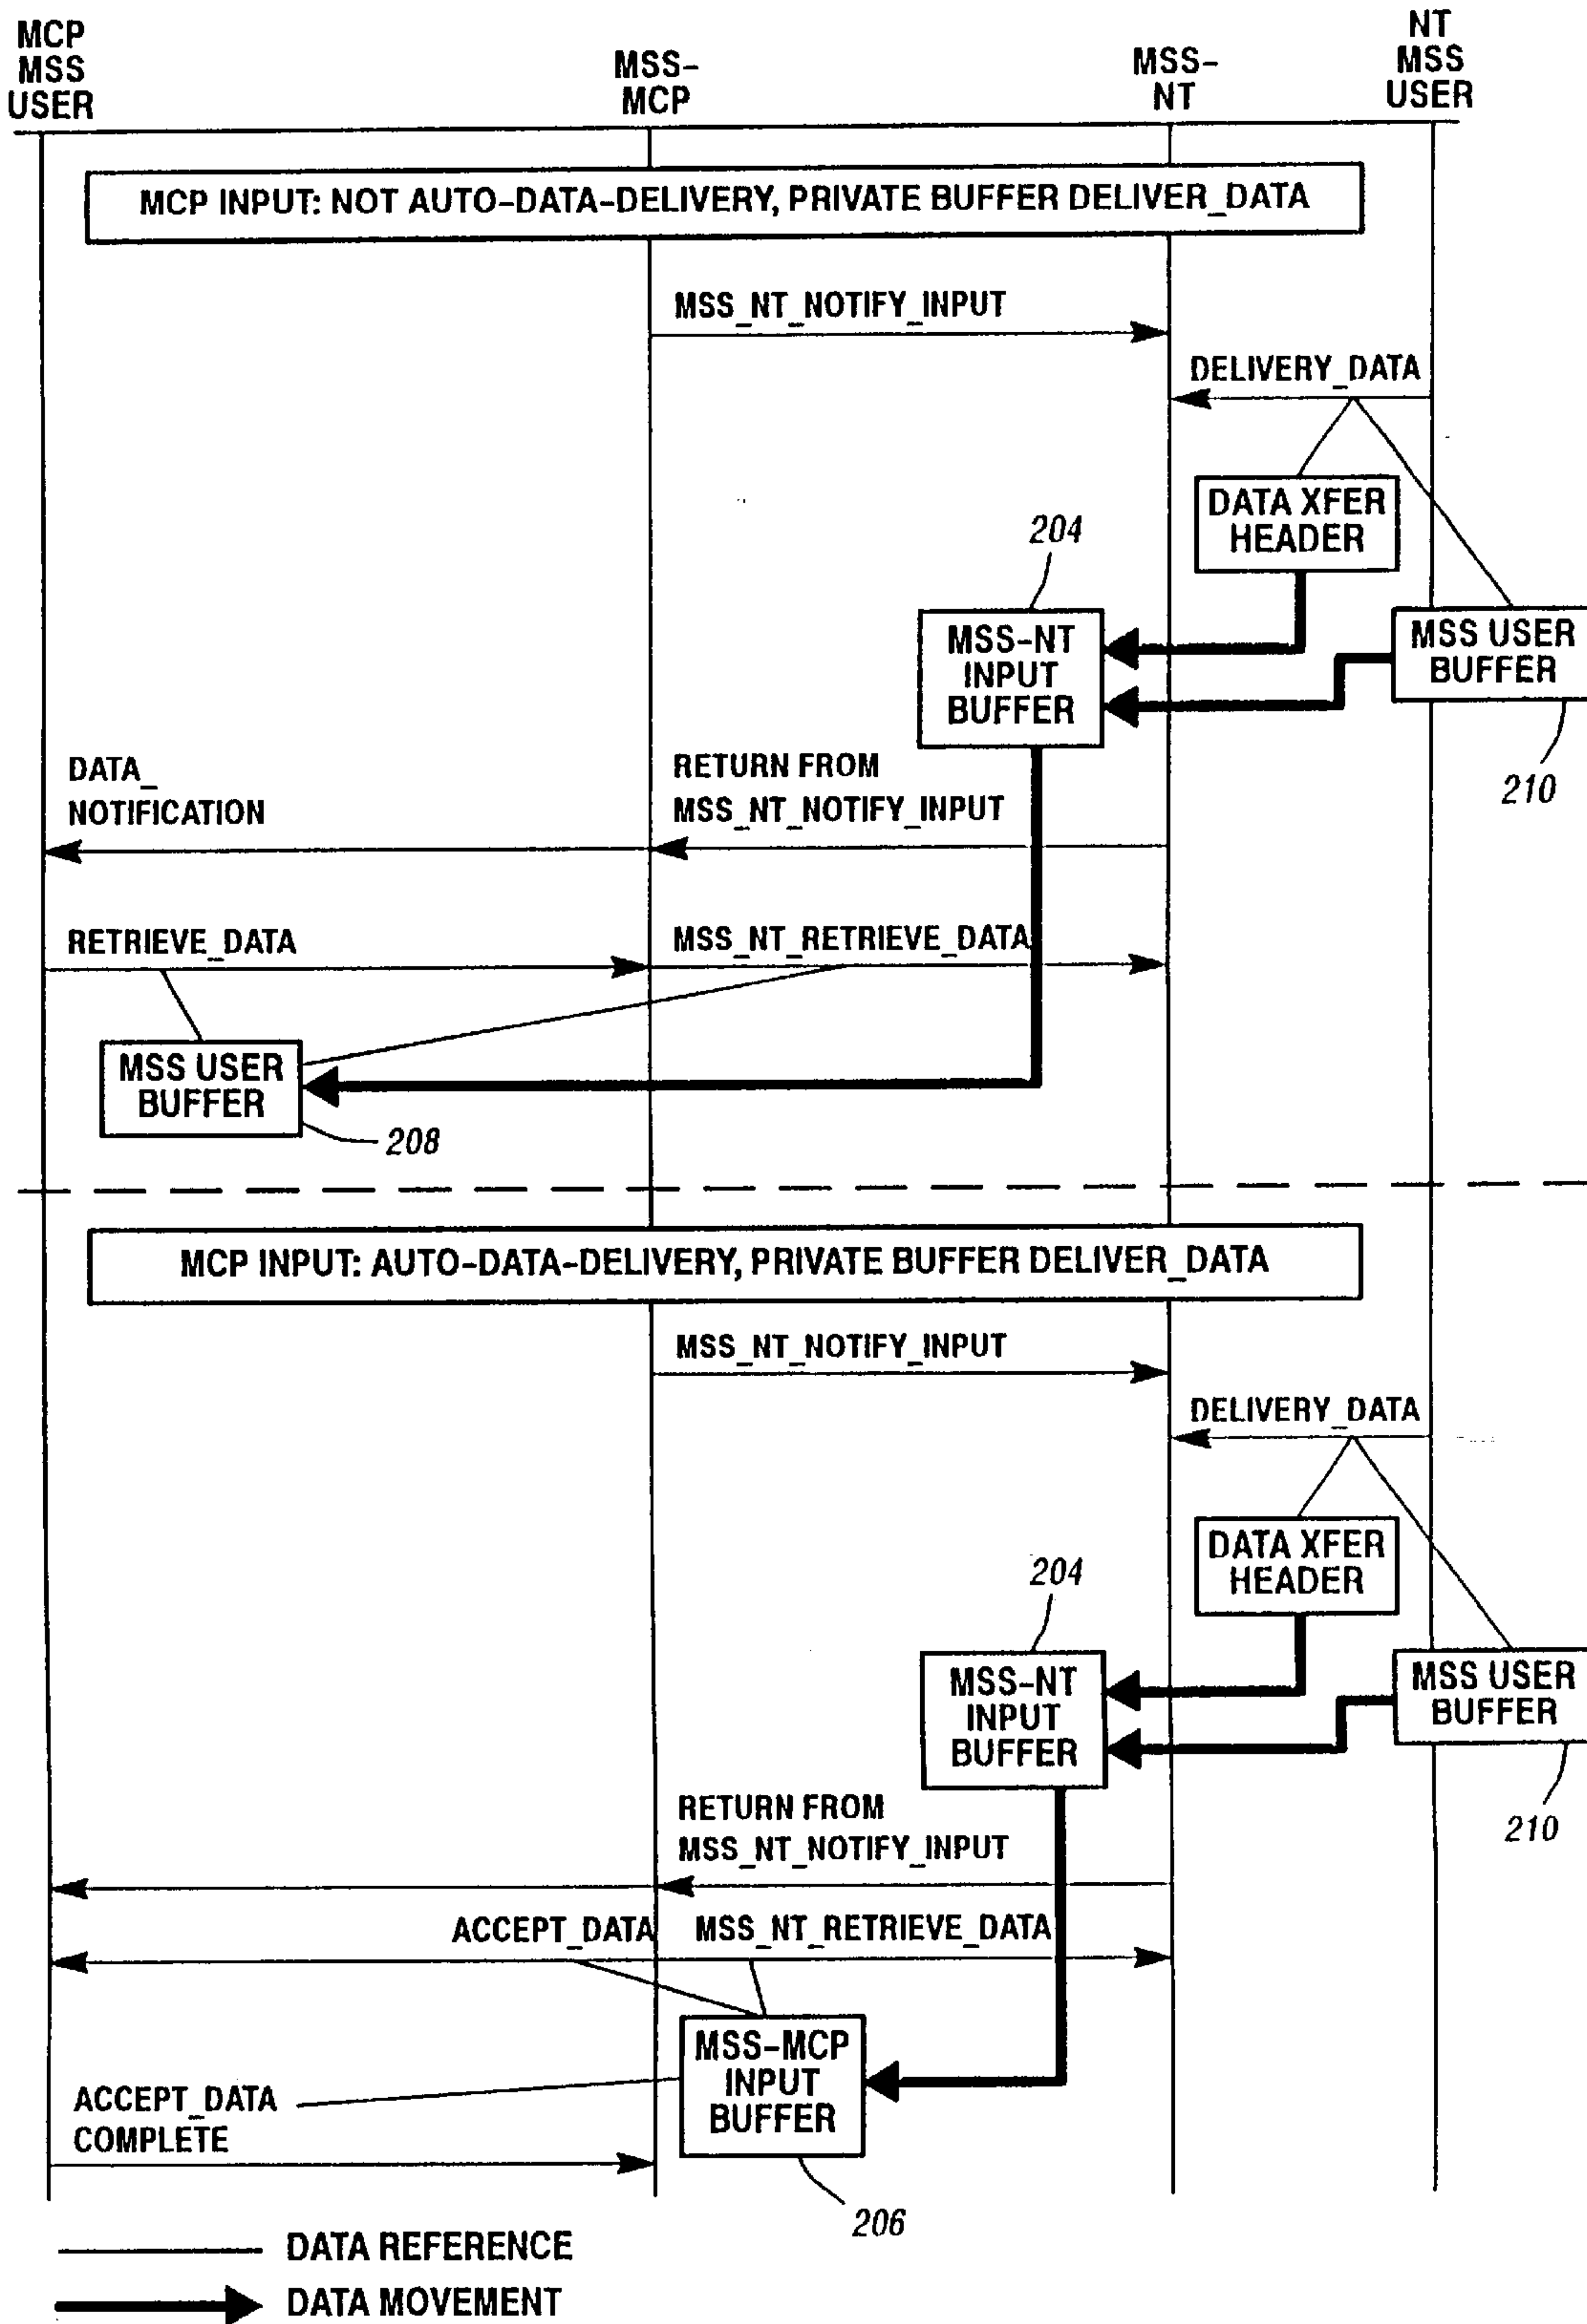 MCP
MSS
USER
MSS-
MCP
MSS-
NT
NT
MSS
USER
MCP INPUT: NOT AUTO-DATA-DELIVERY, PRIVATE BUFFER DELIVER_DATA
MSS_NT_NOTIFY_INPUT
DELIVERY_DATA
DATA XFER
HEADER
204
MSS-NT
INPUT
BUFFER
MSS USER
BUFFER
210
DATA_
NOTIFICATION
RETURN FROM
MSS_NT_NOTIFY_INPUT
RETRIEVE_DATA
MSS_NT_RETRIEVE_DATA
MSS USER
BUFFER
208
MCP INPUT: AUTO-DATA-DELIVERY, PRIVATE BUFFER DELIVER_DATA
MSS_NT_NOTIFY_INPUT
DELIVERY_DATA
DATA XFER
HEADER
204
MSS-NT
INPUT
BUFFER
MSS USER
BUFFER
210
RETURN FROM
MSS_NT_NOTIFY_INPUT
ACCEPT_DATA
MSS_NT_RETRIEVE_DATA
MSS-MCP
INPUT
BUFFER
ACCEPT_DATA
COMPLETE
206
DATA REFERENCE
DATA MOVEMENT